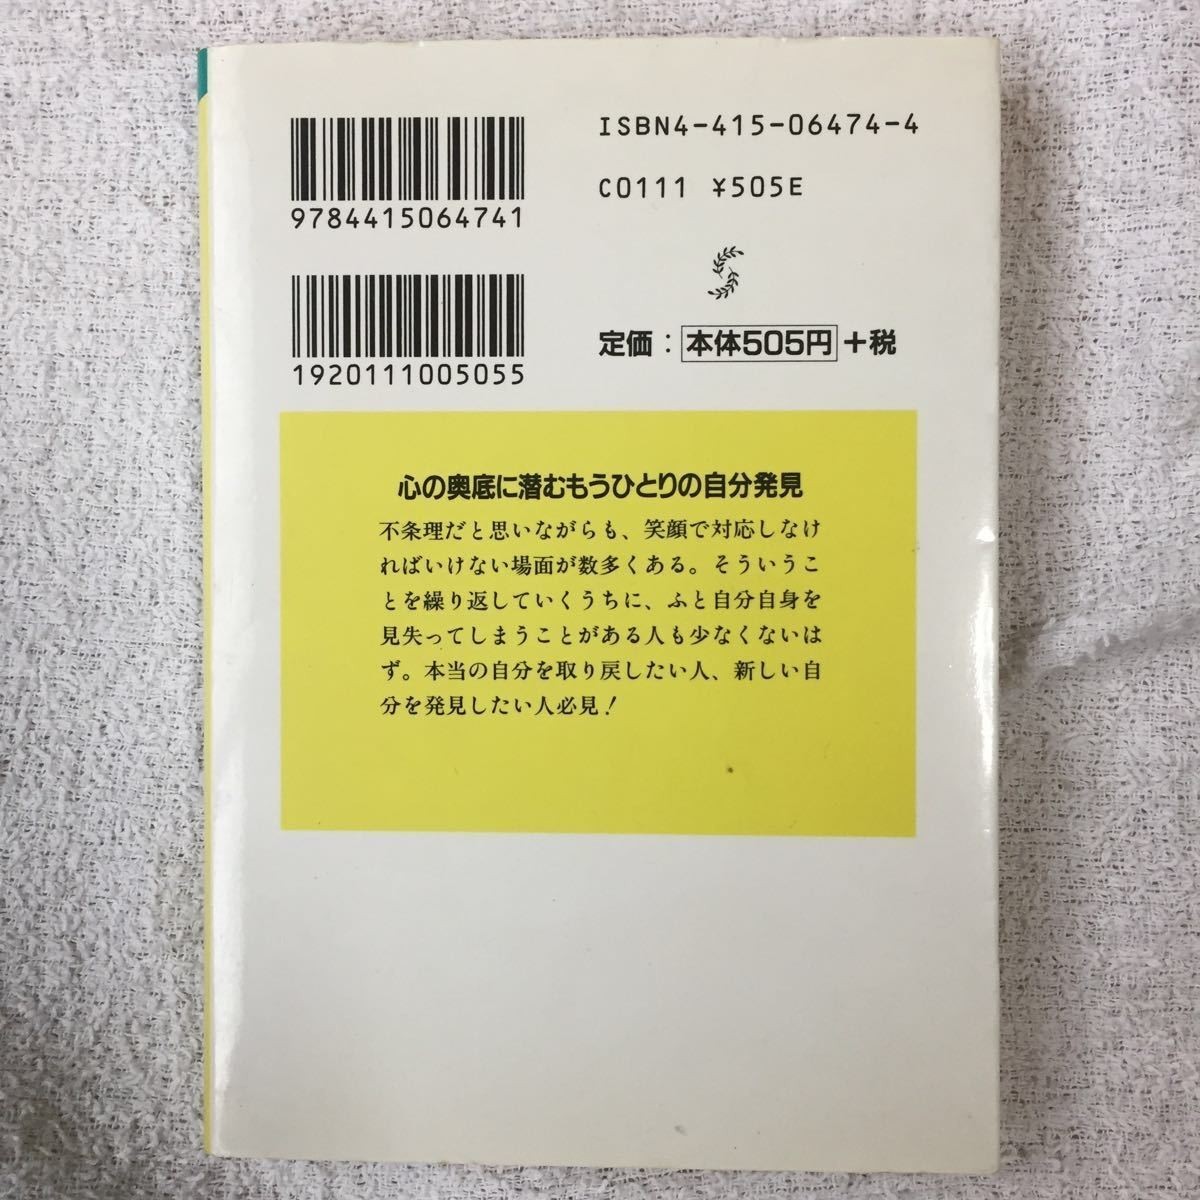 ISBN4-415-06474-4
9784415064741
C0111 ¥505E
1920111005055
定価：本体505円＋税
心の奥底に潜むもうひとりの自分発見
不条理だと思いながらも、笑顔で対応しなけ
ればいけない場面が数多くある。そういうこ
とを繰り返していくうちに、ふと自分自身を
見失ってしまうことがある人も少なくないは
ず。本当の自分を取り戻したい人、新しい自
分を発見したい人必見！